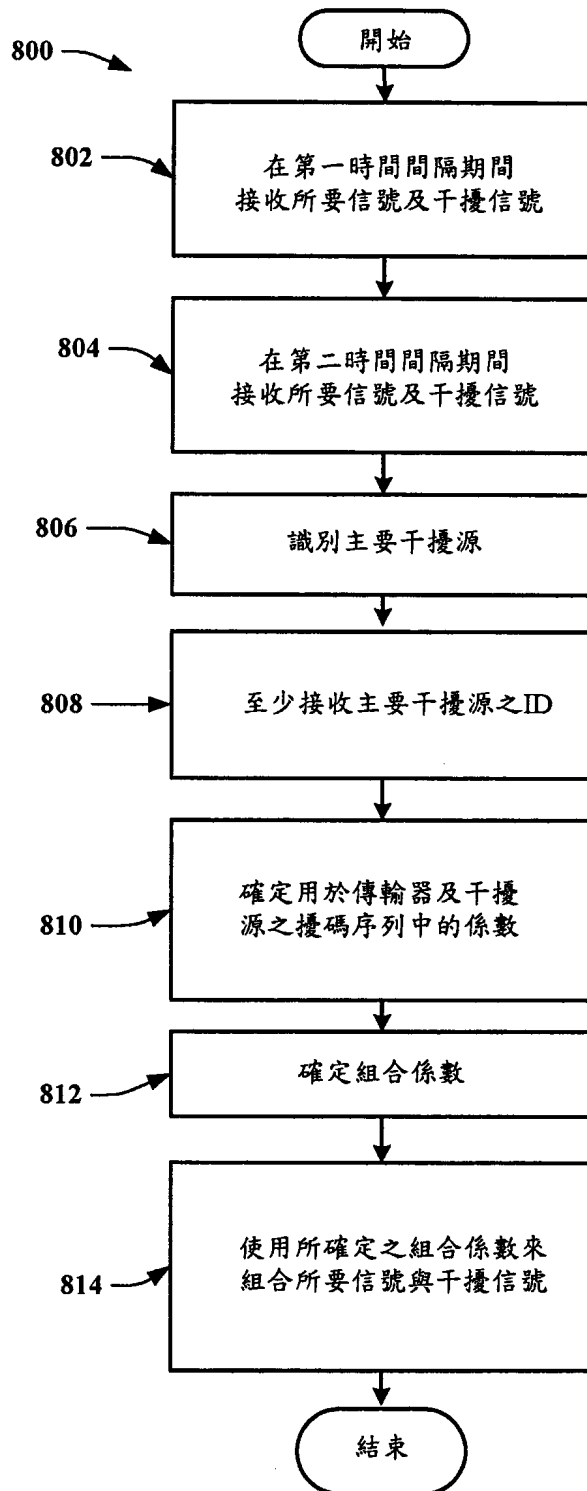 800
開始
802
在第一時間間隔期間
接收所要信號及干擾信號
804
在第二時間間隔期間
接收所要信號及干擾信號
806
識別主要干擾源
808
至少接收主要干擾源之ID
810
確定用於傳輸器及干擾
源之擾碼序列中的係數
812
確定組合係數
814
使用所確定之組合係數來
組合所要信號與干擾信號
結束